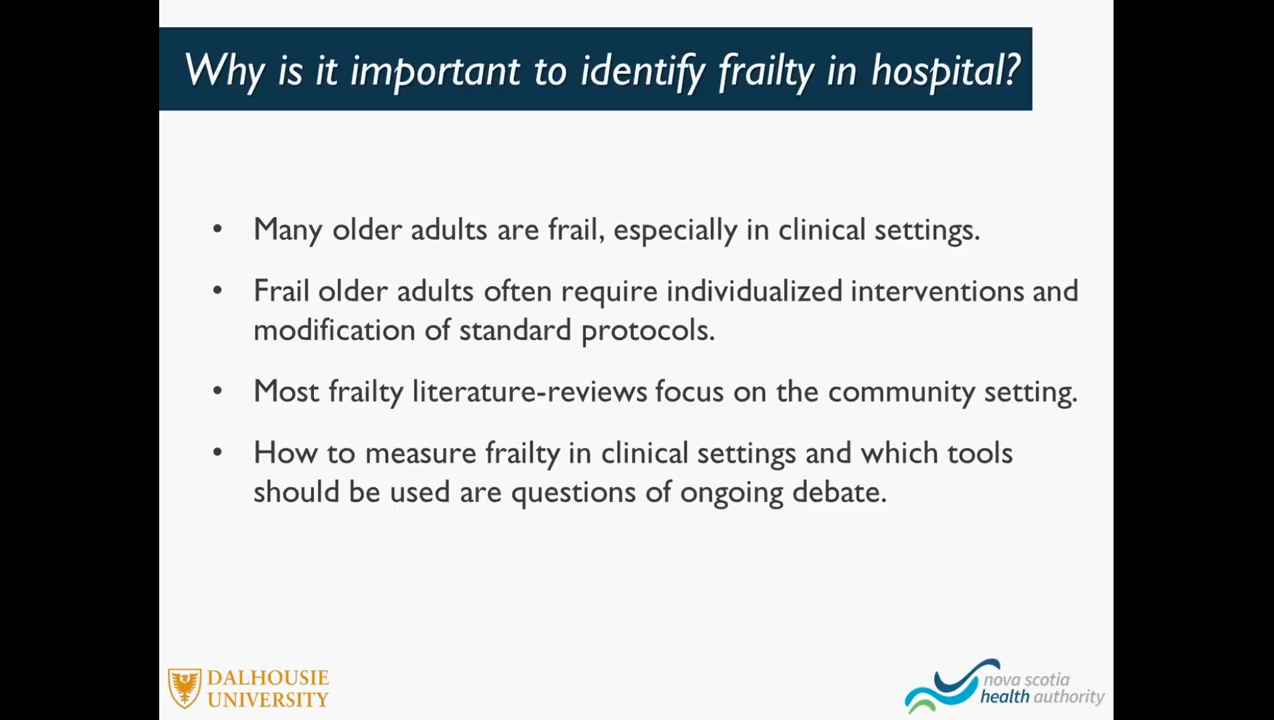 Why is it important to identify frailty in hospital?
• Many older adults are frail, especially in clinical settings.
• Frail older adults often require individualized interventions and
modification of standard protocols.
• Most frailty literature-reviews focus on the community setting.
• How to measure frailty in clinical settings and which tools
should be used are questions of ongoing debate.
DALHOUSIE
UNIVERSITY
nova scotia
health authority